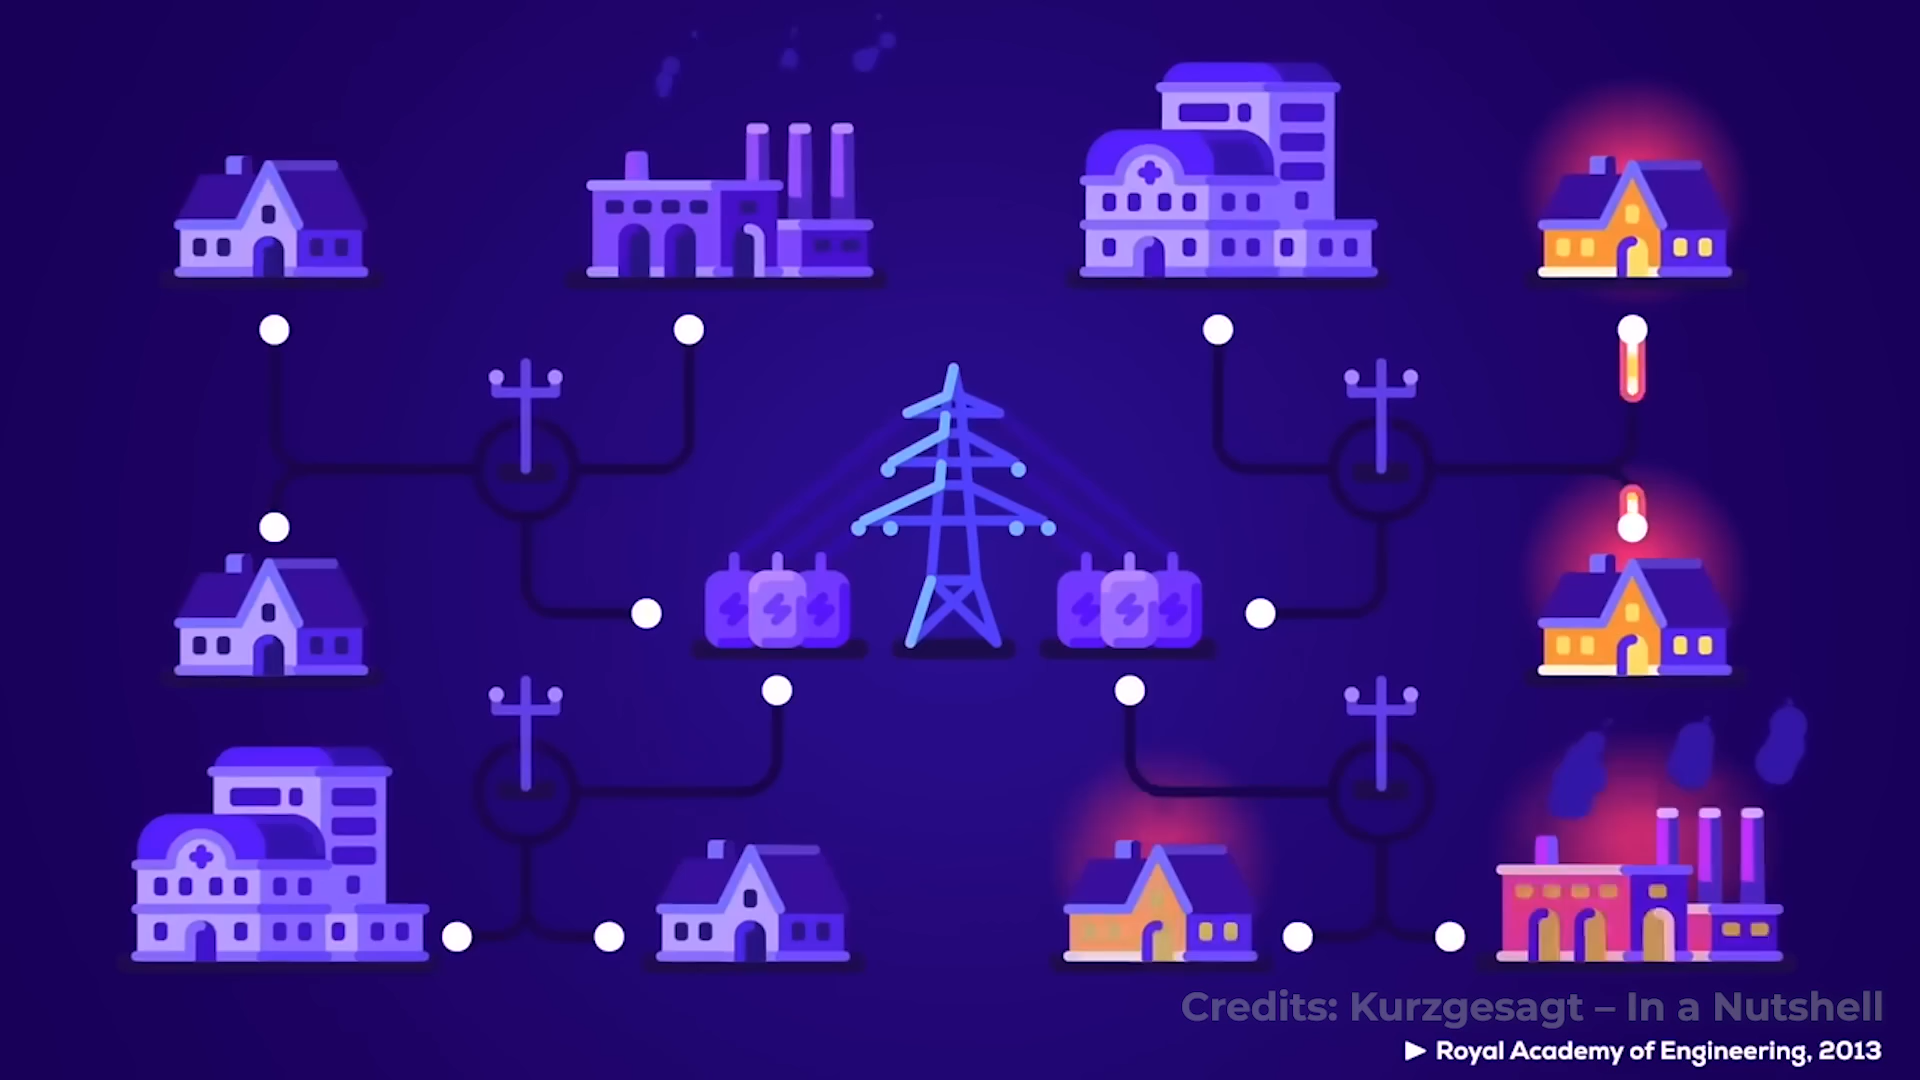 Credits: Kurzgesagt – In a Nutshell
▶ Royal Academy of Engineering, 2013